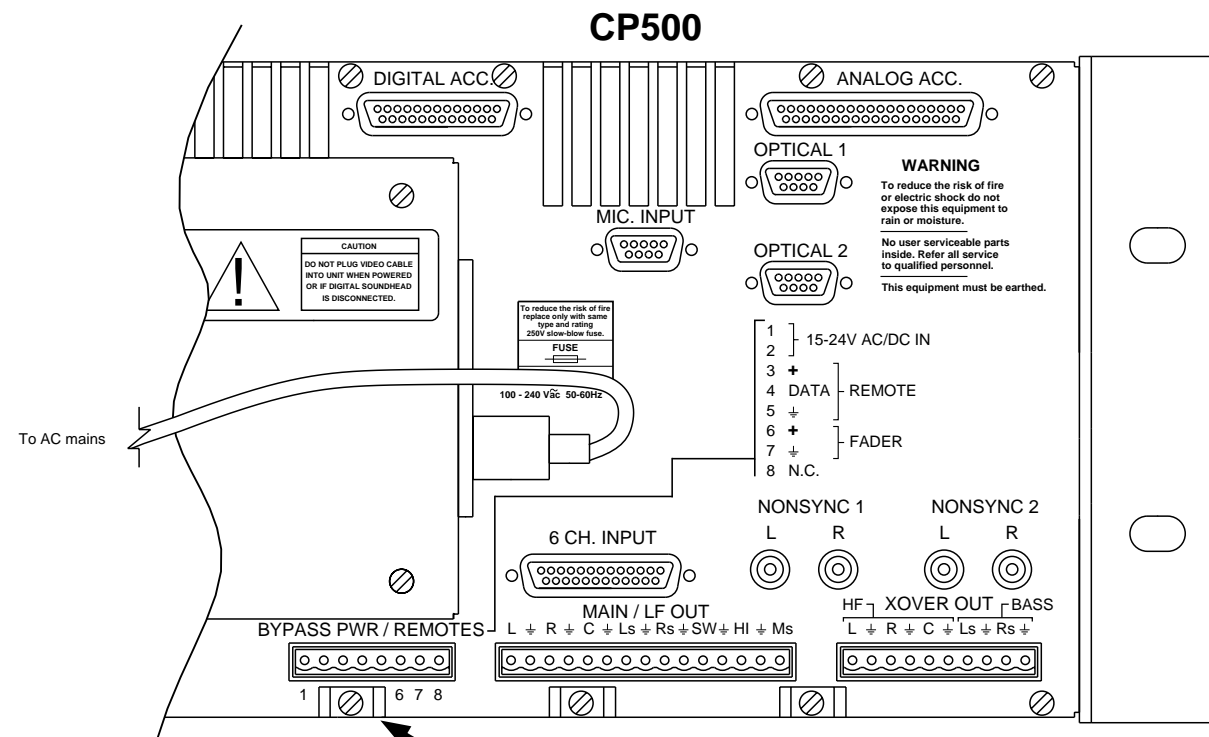 CP500
DIGITAL ACC.
ANALOG ACC.
OPTICAL 1
WARNING
To reduce the risk of fire
or electric shock do not
expose this equipment to
rain or moisture.
No user serviceable parts
inside. Refer all service
to qualified personnel.
This equipment must be earthed.
MIC. INPUT
OPTICAL 2
CAUTION
DO NOT PLUG VIDEO CABLE
INTO UNIT WHEN POWERED
OR IF DIGITAL SOUNDHEAD
IS DISCONNECTED.
!
To reduce the risk of fire
replace only with same
type and rating
250V slow-blow fuse.
FUSE
100 - 240 Vac 50-60Hz
1
2
15-24V AC/DC IN
3 +
4 DATA
5 ⏚
REMOTE
6 +
7 ⏚
FADER
8 N.C.
To AC mains
NONSYNC 1
L R
NONSYNC 2
L R
6 CH. INPUT
MAIN / LF OUT
L ⏚ R ⏚ C ⏚ Ls ⏚ Rs ⏚ SW ⏚ HI ⏚ Ms
HF XOVER OUT BASS
L ⏚ R ⏚ C ⏚ Ls ⏚ Rs ⏚
BYPASS PWR / REMOTES
1 6 7 8